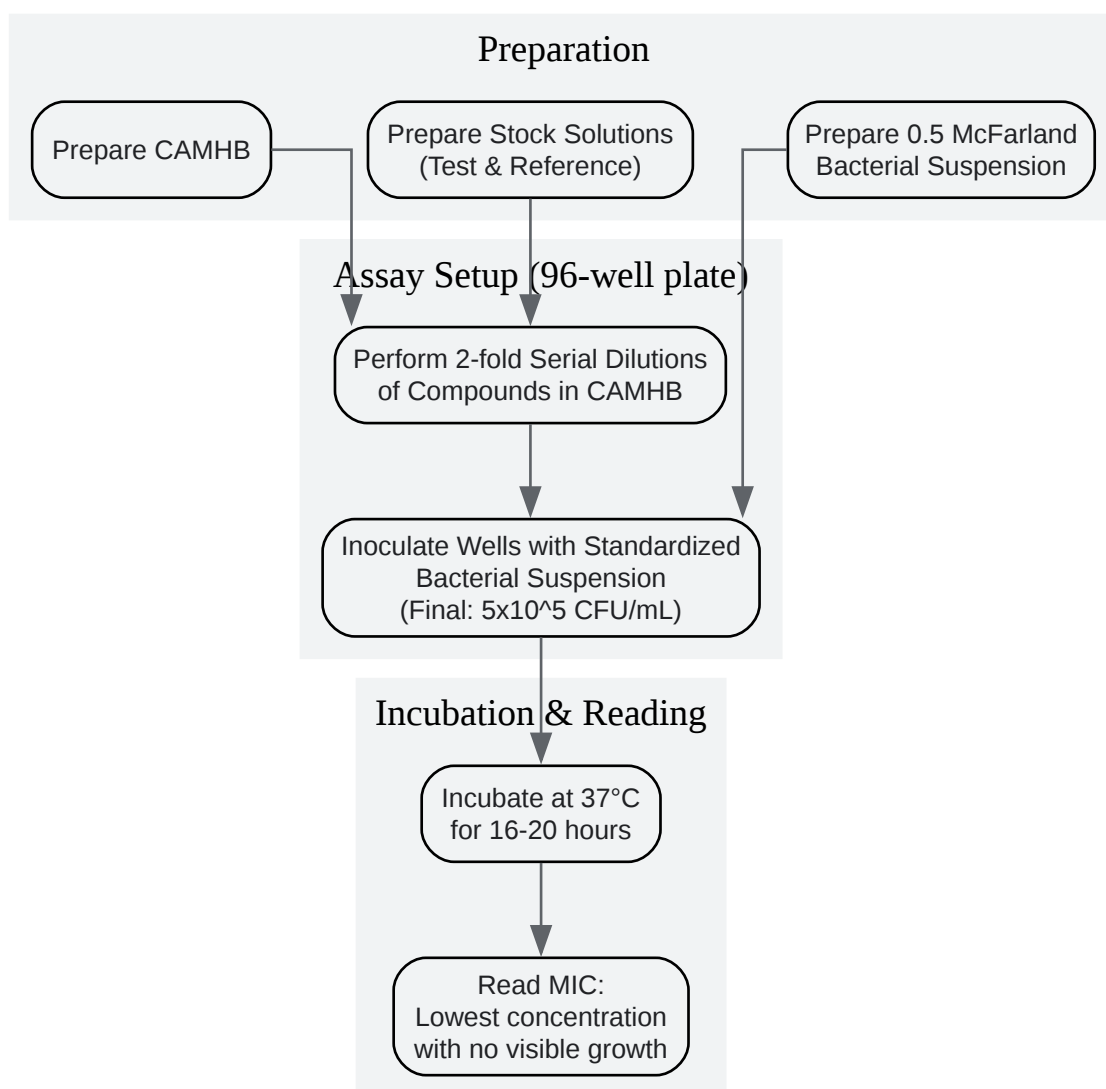 Preparation
Prepare CAMHB
Prepare Stock Solutions
(Test & Reference)
Prepare 0.5 McFarland
Bacterial Suspension
Assay Setup (96-well plate)
Perform 2-fold Serial Dilutions
of Compounds in CAMHB
Inoculate Wells with Standardized
Bacterial Suspension
(Final: 5x10^5 CFU/mL)
Incubation & Reading
Incubate at 37°C
for 16-20 hours
Read MIC:
Lowest concentration
with no visible growth